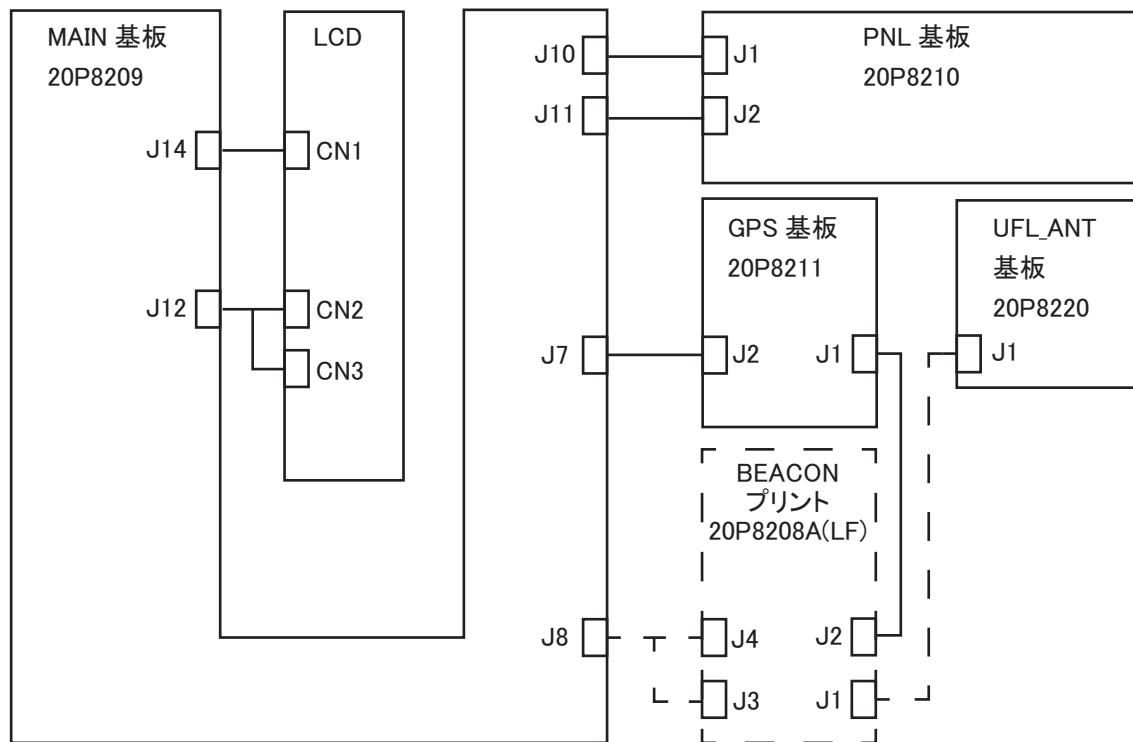 MAIN 基板
20P8209
LCD
J14
CN1
J12
CN2
CN3
J10
J11
J7
J8
J1
J2
PNL 基板
20P8210
GPS 基板
20P8211
J2
J1
UFL_ANT
基板
20P8220
J1
BEACON
プリント
20P8208A(LF)
J4
J2
J3
J1